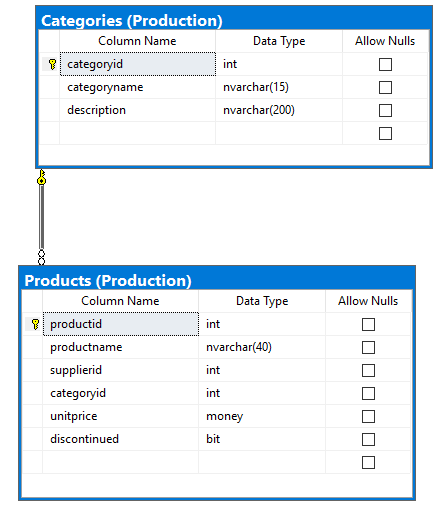 Categories (Production)
Column Name Data Type Allow Nulls
categoryid int
categoryname nvarchar(15)
description nvarchar(200)
Products (Production)
Column Name Data Type Allow Nulls
productid int
productname nvarchar(40)
supplierid int
categoryid int
unitprice money
discontinued bit